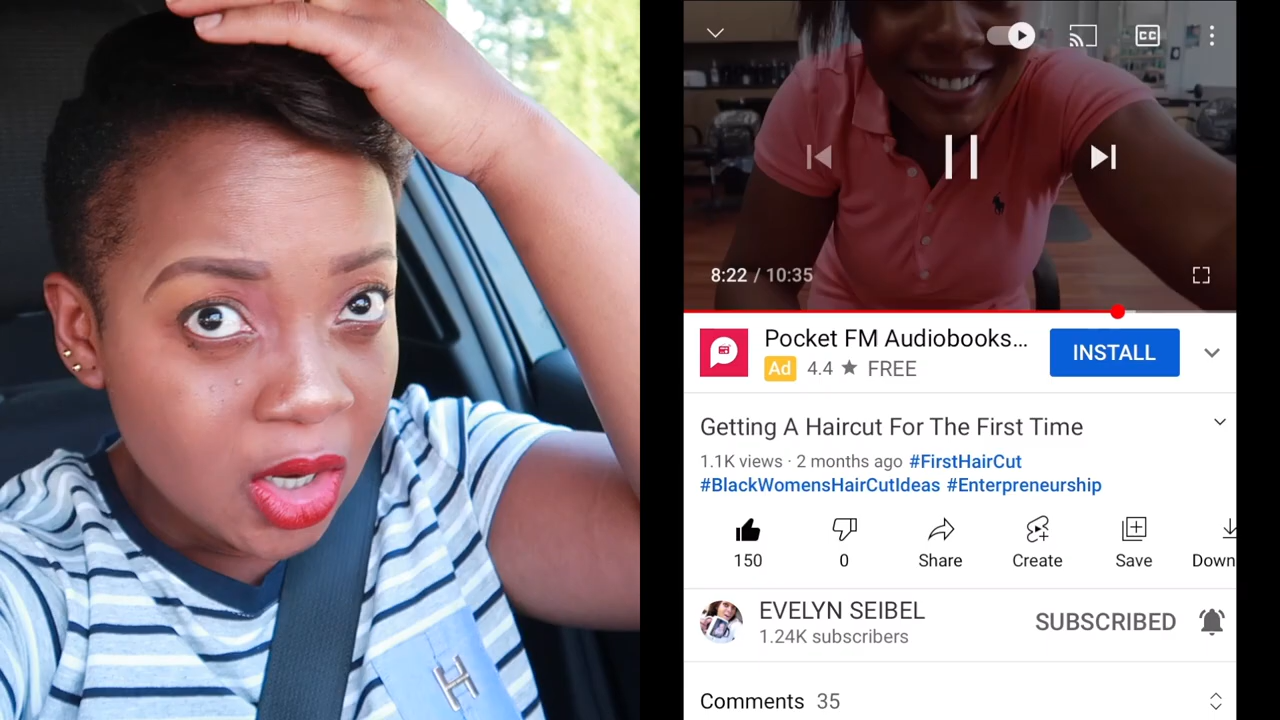 H
CC
8:22 / 10:35
Pocket FM Audiobooks...
Ad 4.4 ★ FREE
INSTALL
Getting A Haircut For The First Time
1.1K views · 2 months ago #FirstHairCut
#BlackWomensHairCutIdeas #Enterpreneurship
150 0 Share Create Save Down
EVELYN SEIBEL
1.24K subscribers
SUBSCRIBED
Comments 35